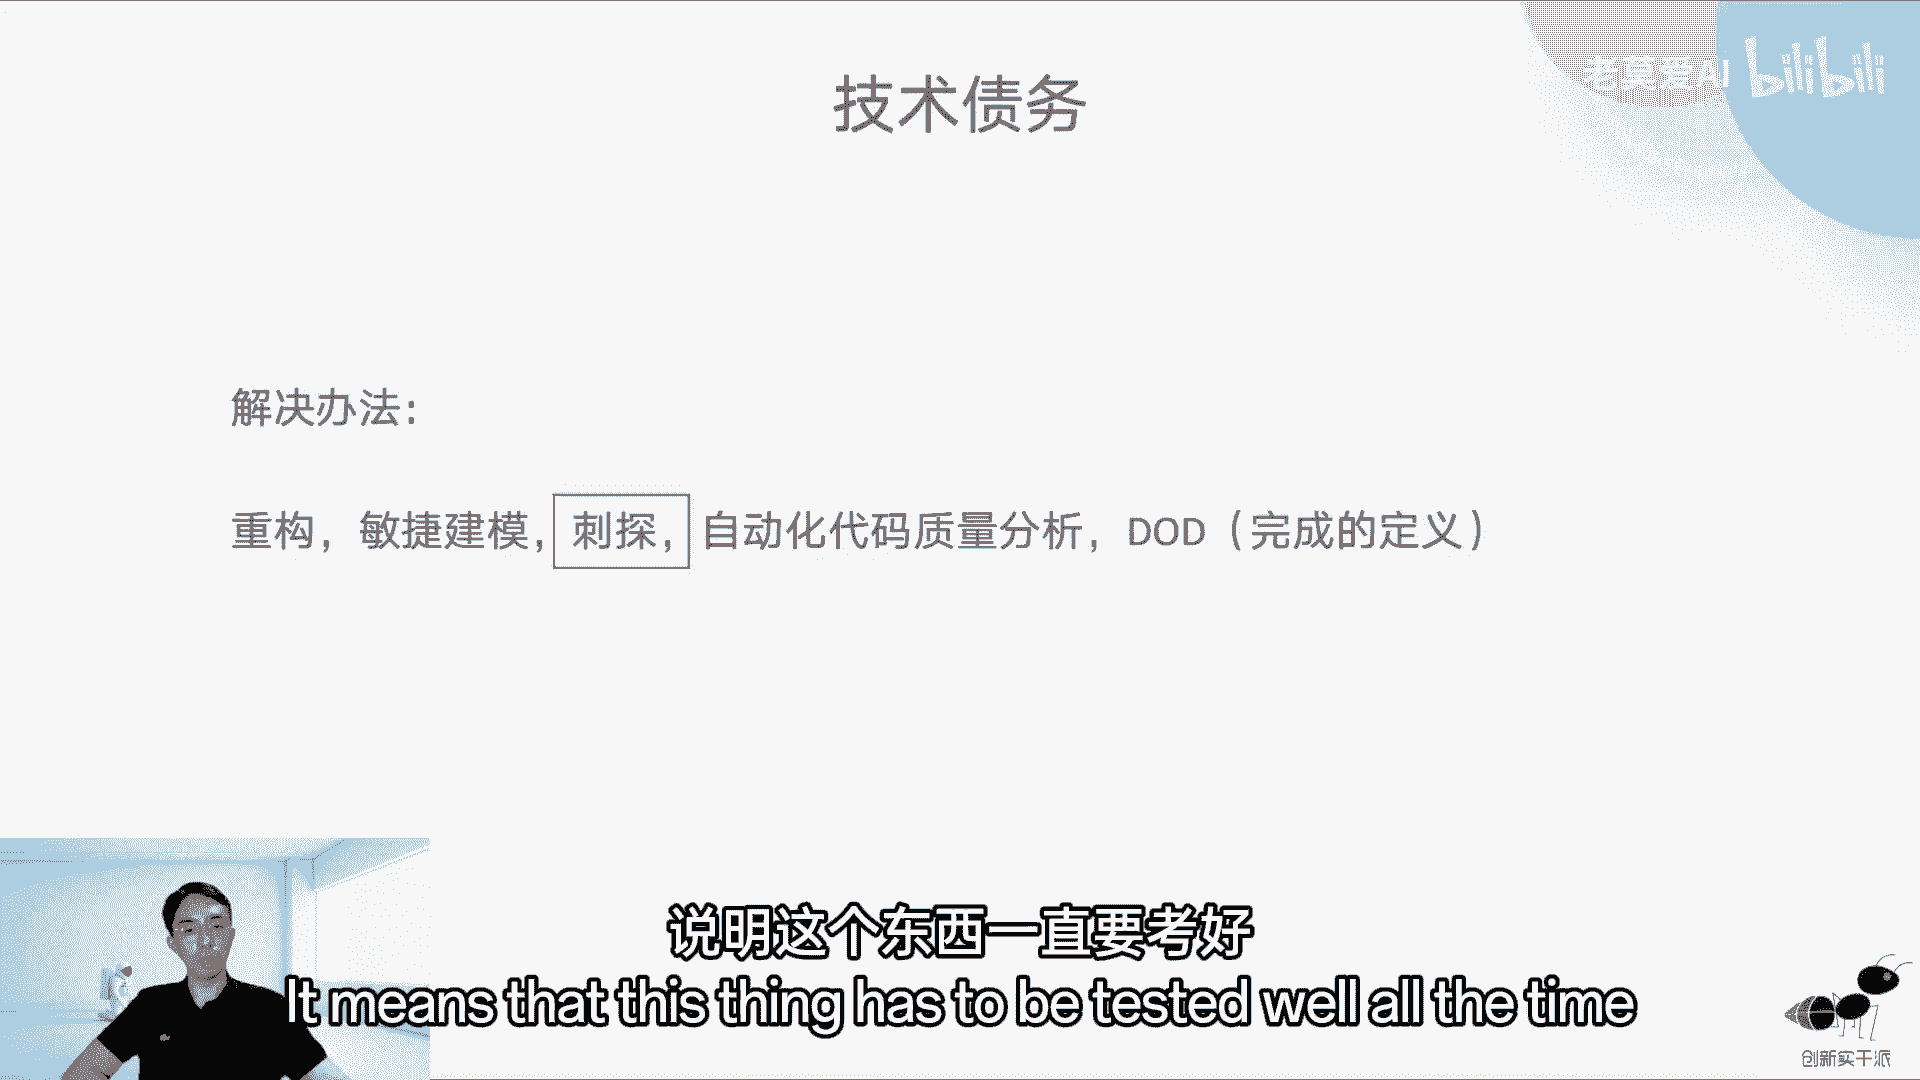 技术债务
老莫爱AI bilibili
解决办法：
重构，敏捷建模，刺探，自动化代码质量分析，DOD（完成的定义）
说明这个东西一直要考好
It means that this thing has to be tested well all the time
创新实干派